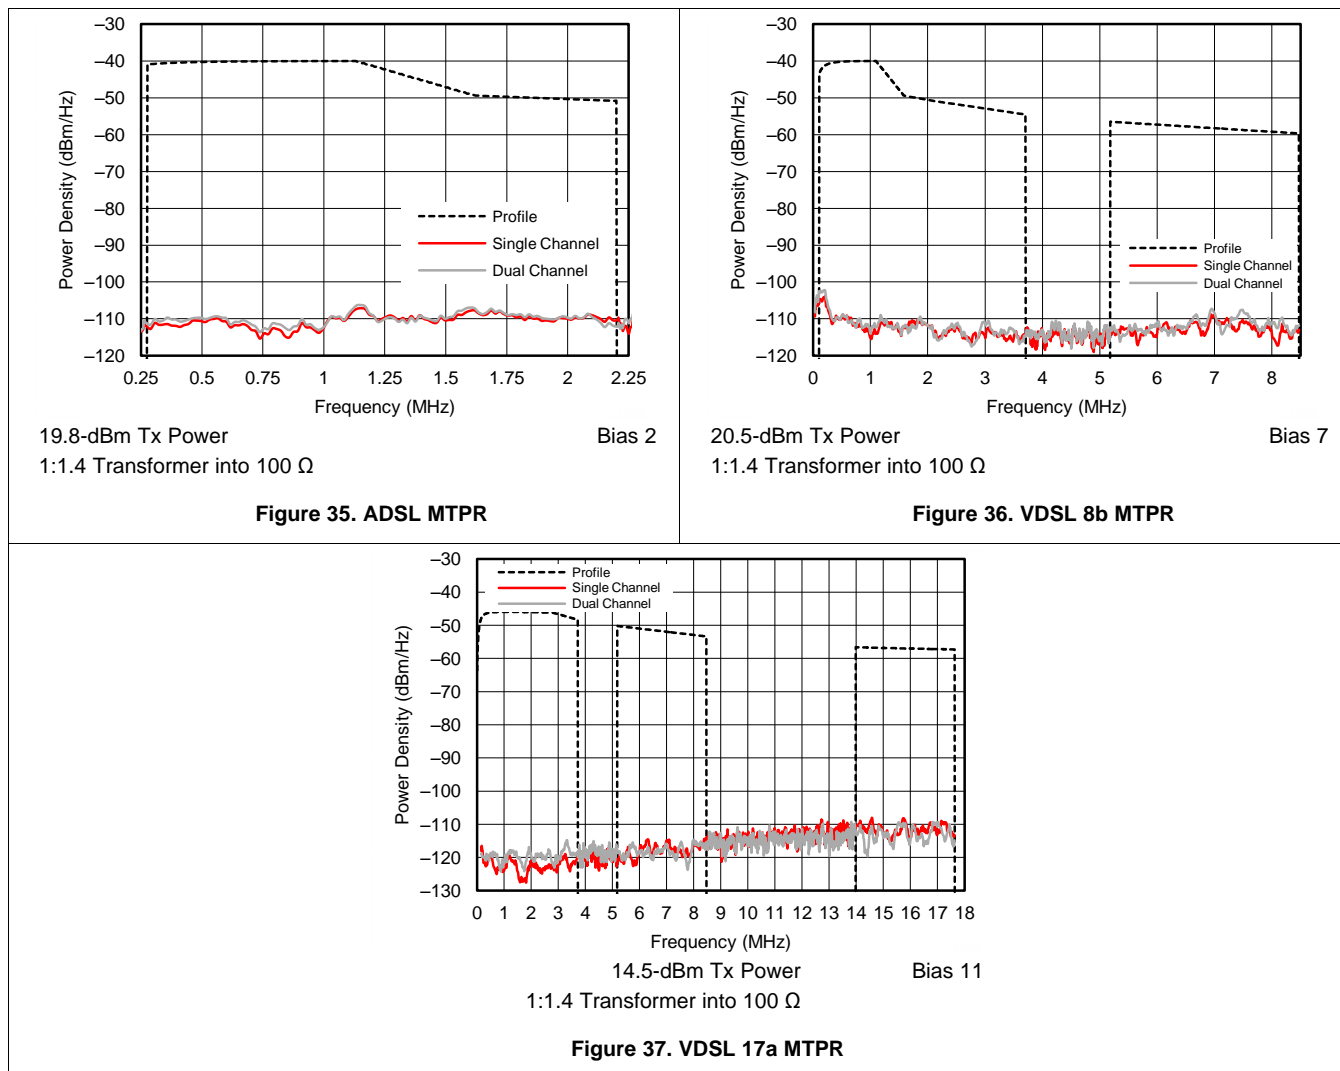 –30
–40
–50
–60
–70
–80
–90
–100
–110
–120
Power Density (dBm/Hz)
Profile
Single Channel
Dual Channel
0.25 0.5 0.75 1 1.25 1.5 1.75 2 2.25
Frequency (MHz)
19.8-dBm Tx Power Bias 2
1:1.4 Transformer into 100 Ω
Figure 35. ADSL MTPR
–30
–40
–50
–60
–70
–80
–90
–100
–110
–120
Power Density (dBm/Hz)
Profile
Single Channel
Dual Channel
0 1 2 3 4 5 6 7 8
Frequency (MHz)
20.5-dBm Tx Power Bias 7
1:1.4 Transformer into 100 Ω
Figure 36. VDSL 8b MTPR
–30
–40
–50
–60
–70
–80
–90
–100
–110
–120
–130
Power Density (dBm/Hz)
Profile
Single Channel
Dual Channel
0 1 2 3 4 5 6 7 8 9 10 11 12 13 14 15 16 17 18
Frequency (MHz)
14.5-dBm Tx Power Bias 11
1:1.4 Transformer into 100 Ω
Figure 37. VDSL 17a MTPR